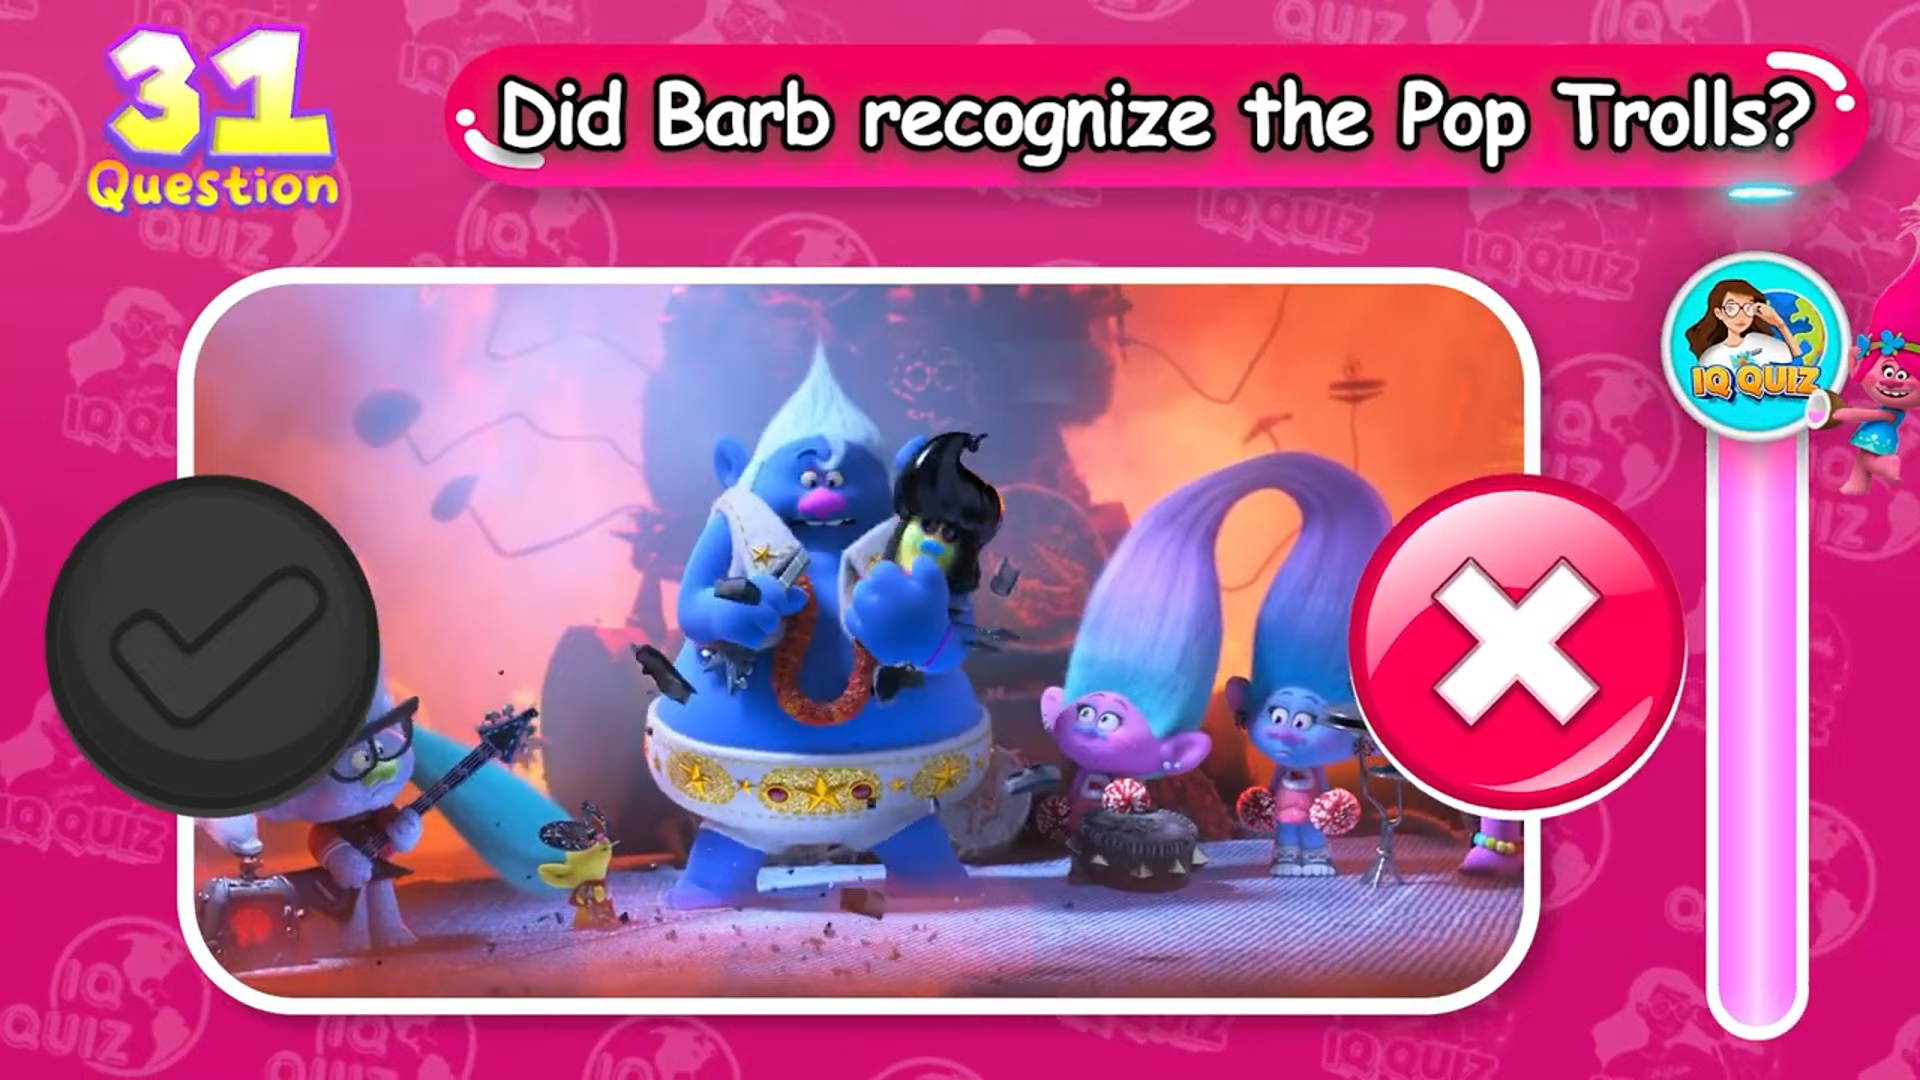 31
Question
Did Barb recognize the Pop Trolls?
IQ QUIZ